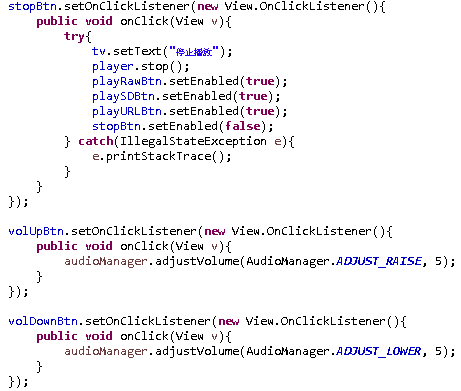 stopBtn.setOnClickListener(new View.OnClickListener(){
    public void onClick(View v){
        try{
            tv.setText("停止播放");
            player.stop();
            playRawBtn.setEnabled(true);
            playSDBtn.setEnabled(true);
            playURLBtn.setEnabled(true);
            stopBtn.setEnabled(false);
        } catch(IllegalStateException e){
            e.printStackTrace();
        }
    }
});
volUpBtn.setOnClickListener(new View.OnClickListener(){
    public void onClick(View v){
        audioManager.adjustVolume(AudioManager.ADJUST_RAISE, 5);
    }
});
volDownBtn.setOnClickListener(new View.OnClickListener(){
    public void onClick(View v){
        audioManager.adjustVolume(AudioManager.ADJUST_LOWER, 5);
    }
});